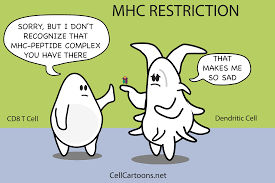 MHC RESTRICTION
SORRY, BUT I DON'T
RECOGNIZE THAT
MHC-PEPTIDE COMPLEX
YOU HAVE THERE
THAT
MAKES ME
SO SAD
CD8 T Cell
Dendritic Cell
CellCartoons.net